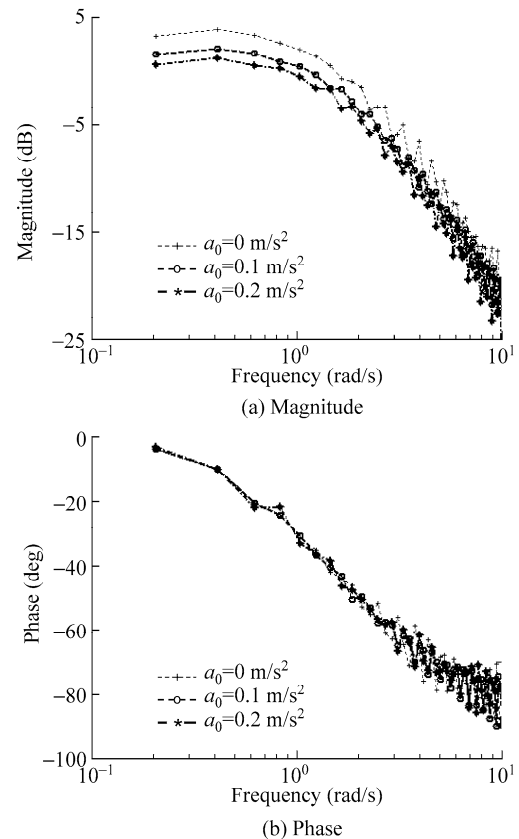 5
−5
−15
−25
Magnitude (dB)
a₀=0 m/s²
a₀=0.1 m/s²
a₀=0.2 m/s²
10⁻¹ 10⁰ 10¹
Frequency (rad/s)
(a) Magnitude
0
−20
−40
−60
−80
−100
Phase (deg)
a₀=0 m/s²
a₀=0.1 m/s²
a₀=0.2 m/s²
10⁻¹ 10⁰ 10¹
Frequency (rad/s)
(b) Phase